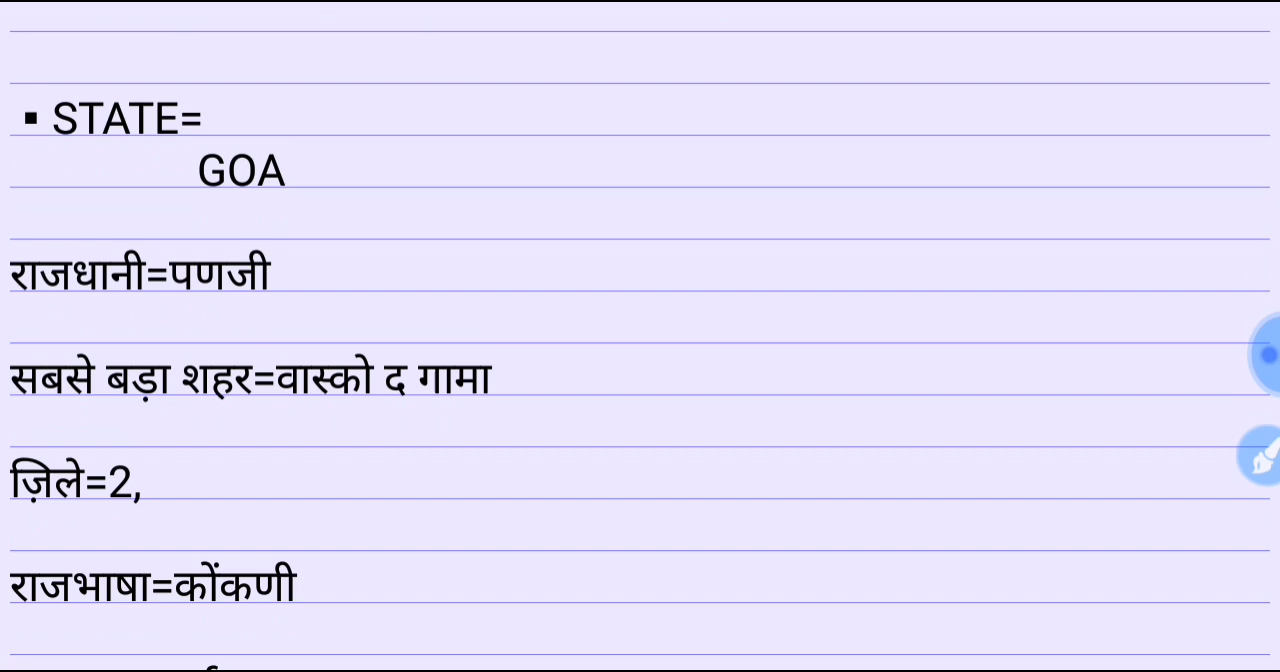 ▪ STATE=
GOA
राजधानी=पणजी
सबसे बड़ा शहर=वास्को द गामा
ज़िले=2,
राजभाषा=कोंकणी